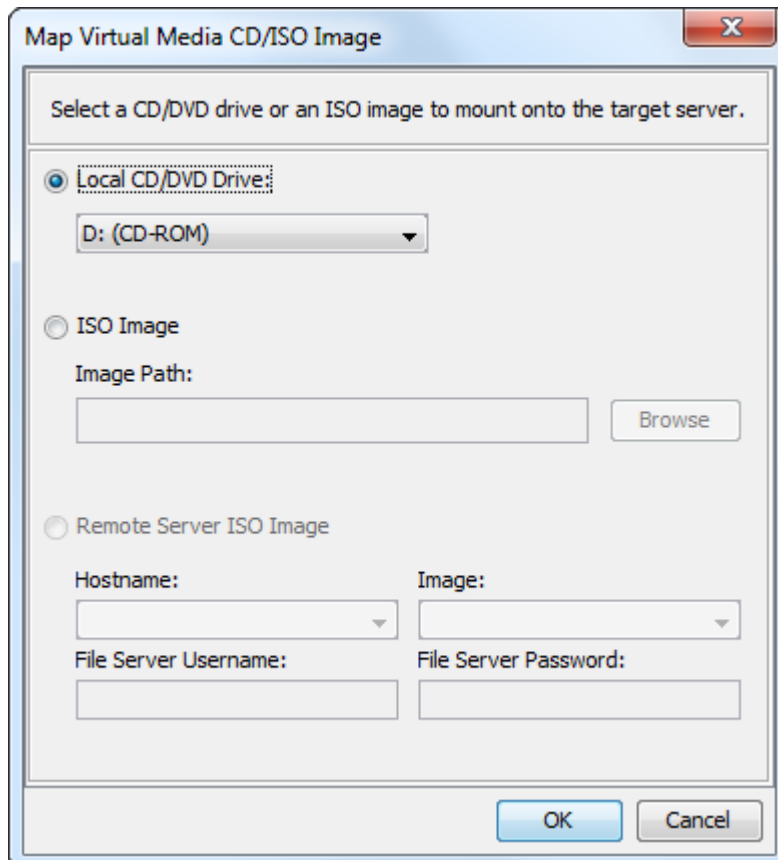 Map Virtual Media CD/ISO Image
Select a CD/DVD drive or an ISO image to mount onto the target server.
Local CD/DVD Drive:
D: (CD-ROM)
ISO Image
Image Path:
Browse
Remote Server ISO Image
Hostname: Image:
File Server Username: File Server Password:
OK Cancel